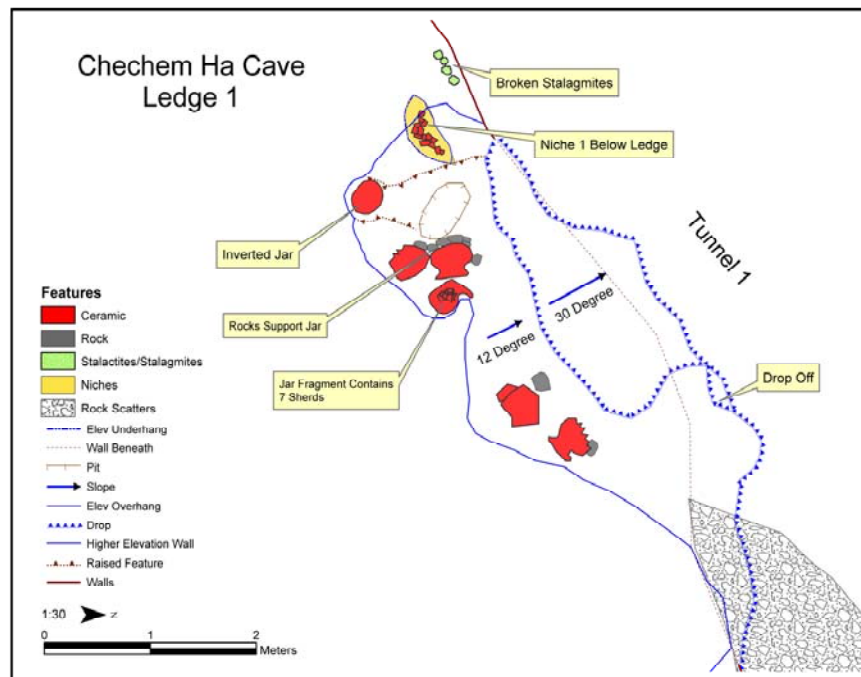 Chechem Ha Cave
Ledge 1
Broken Stalagmites
Niche 1 Below Ledge
Inverted Jar
Tunnel 1
Rocks Support Jar
30 Degree
12 Degree
Jar Fragment Contains
7 Sherds
Drop Off
Features
Ceramic
Rock
Stalactites/Stalagmites
Niches
Rock Scatters
Elev Underhang
Wall Beneath
Pit
Slope
Elev Overhang
Drop
Higher Elevation Wall
Raised Feature
Walls
1:30
N
0 1 2
Meters